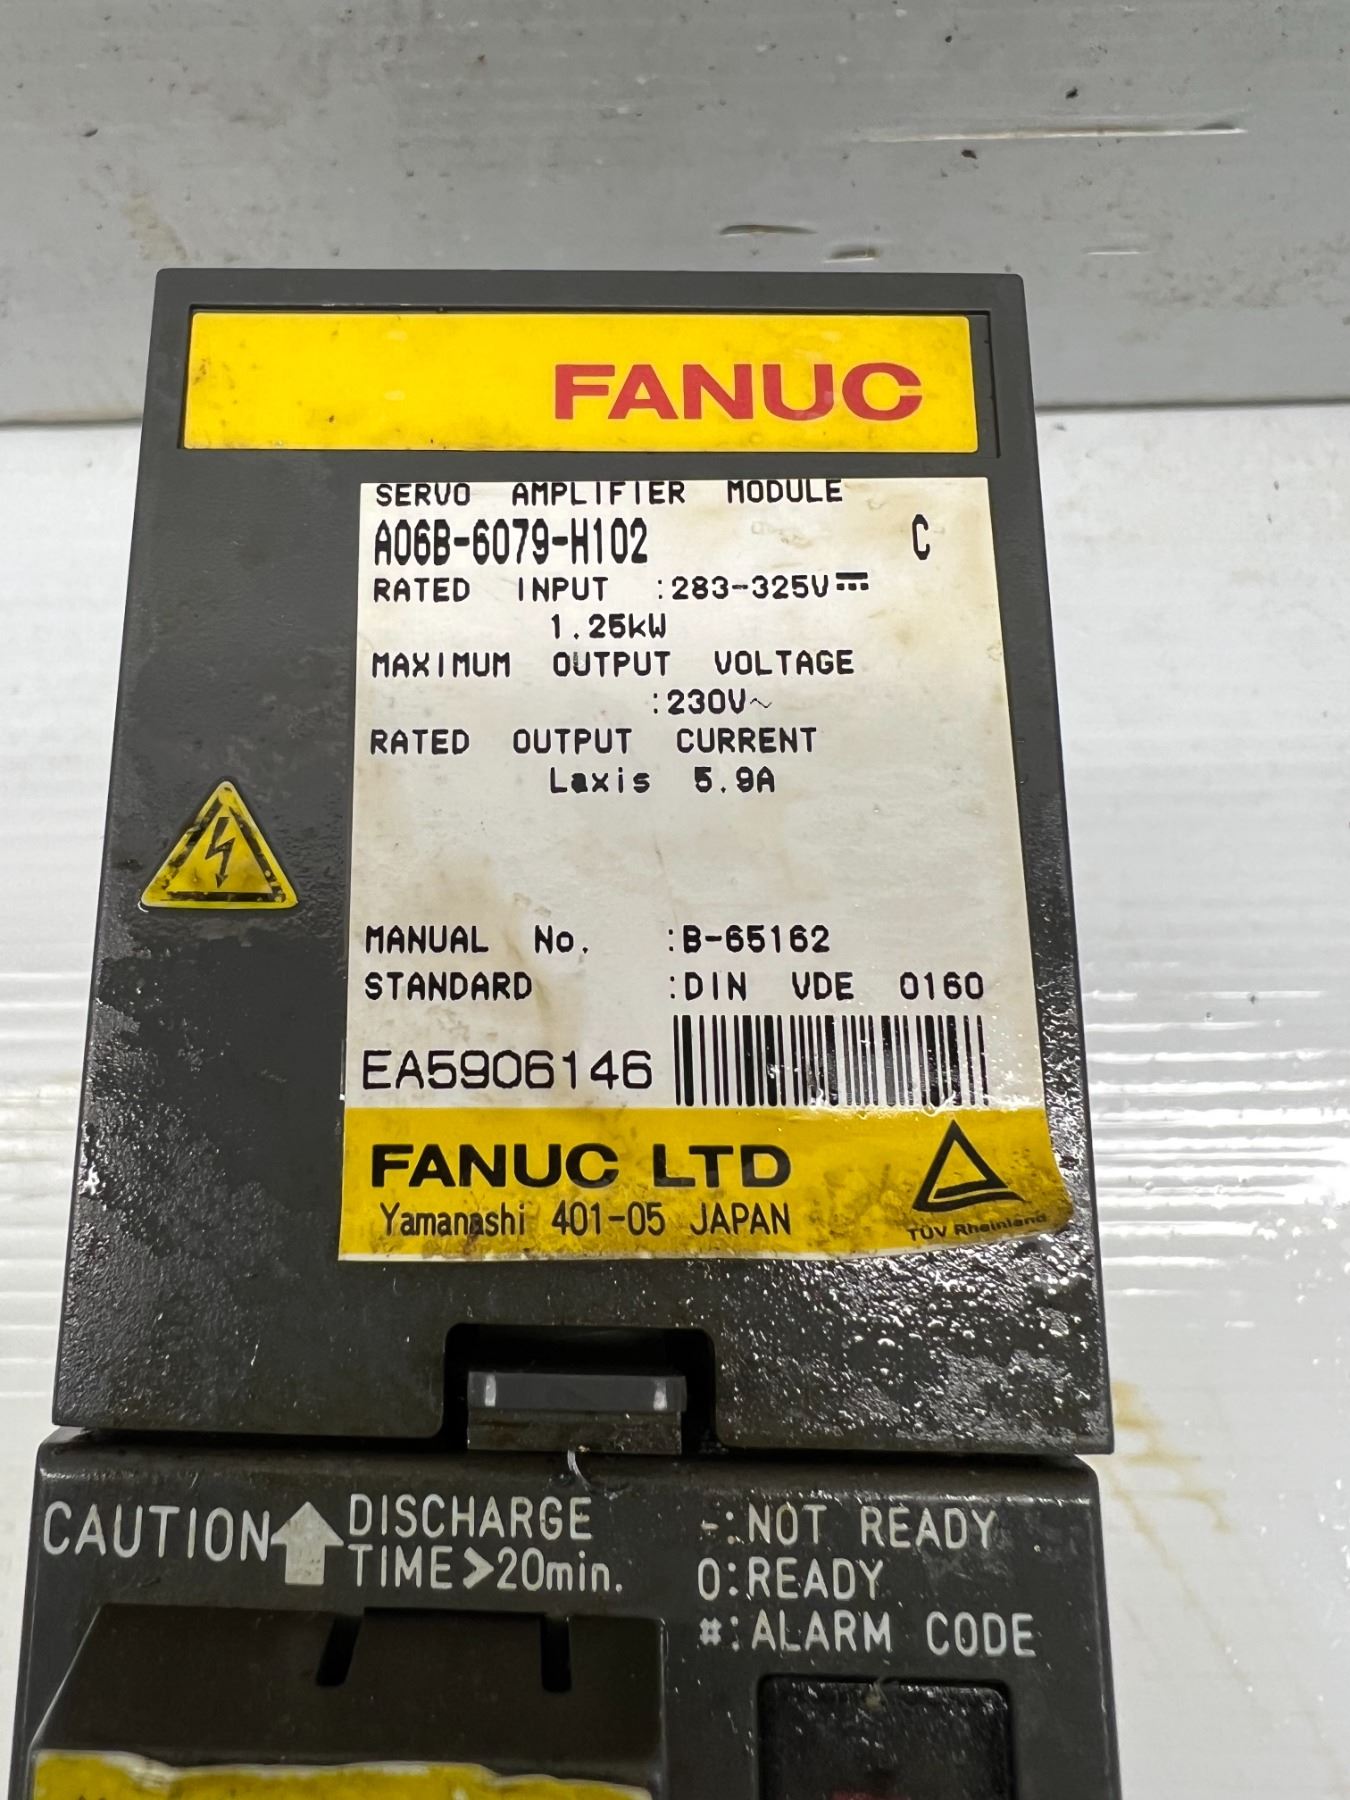 FANUC
SERVO AMPLIFIER MODULE
A06B-6079-H102 C
RATED INPUT :283-325V⎓
1.25kW
MAXIMUM OUTPUT VOLTAGE
:230V~
RATED OUTPUT CURRENT
Laxis 5.9A
MANUAL No. :B-65162
STANDARD :DIN VDE 0160
EA5906146
FANUC LTD
Yamanashi 401-05 JAPAN
TÜV Rheinland
CAUTION DISCHARGE
TIME>20min.
-:NOT READY
0:READY
#:ALARM CODE